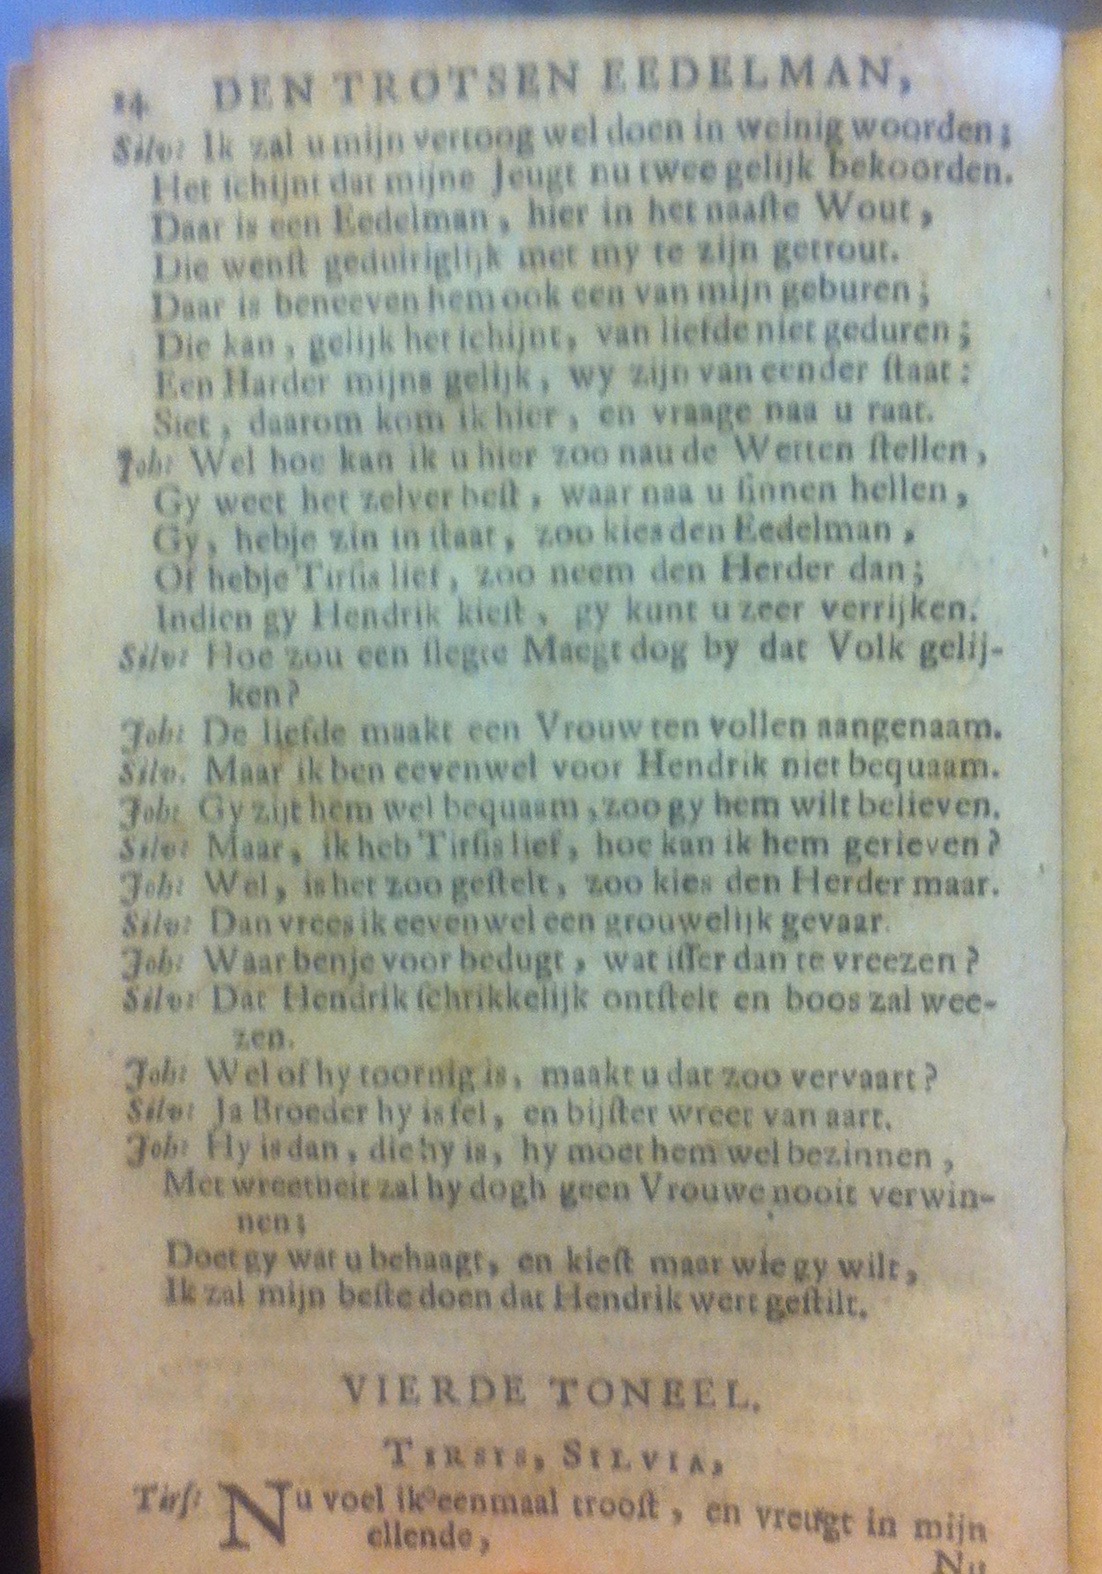 14 DEN TROTSEN EEDELMAN,
Silv: Ik zal u mijn vertoog wel doen in weinig woorden;
Het schijnt dat mijne Jeugt nu twee gelijk bekoorden.
Daar is een Eedelman, hier in het naaste Wout,
Die wenst geduiriglijk met my te zijn getrout.
Daar is beneeven hem ook een van mijn geburen;
Die kan, gelijk het schijnt, van liefde niet geduren;
Een Harder mijns gelijk, wy zijn van eender staat:
Siet, daarom kom ik hier, en vraage naa u raat.
Joh: Wel hoe kan ik u hier zoo nau de Wetten stellen,
Gy weet het zelver best, waar naa u sinnen hellen,
Gy, hebje zin in staat, zoo kies den Eedelman,
Of hebje Tirsis lief, zoo neem den Herder dan;
Indien gy Hendrik kiest, gy kunt u zeer verrijken.
Silv: Hoe zou een slegte Maegt dog by dat Volk gelij-
ken?
Joh: De liefde maakt een Vrouw ten vollen aangenaam.
Silv. Maar ik ben eevenwel voor Hendrik niet bequaam.
Joh: Gy zijt hem wel bequaam, zoo gy hem wilt believen.
Silv: Maar, ik heb Tirsis lief, hoe kan ik hem gerieven?
Joh: Wel, is het zoo gestelt, zoo kies den Herder maar.
Silv: Dan vrees ik eevenwel een grouwelijk gevaar.
Joh: Waar benje voor bedugt, wat isser dan te vreezen?
Silv: Dat Hendrik schrikkelijk ontstelt en boos zal wee-
zen.
Joh: Wel of hy toornig is, maakt u dat zoo vervaart?
Silv: Ja Broeder hy is fel, en bijster wreet van aart.
Joh: Hy is dan, die hy is, hy moet hem wel bezinnen,
Met wreetheit zal hy dogh geen Vrouwe nooit verwin-
nen;
Doet gy wat u behaagt, en kiest maar wie gy wilt,
Ik zal mijn beste doen dat Hendrik wert gestilt.
VIERDE TONEEL.
TIRSIS, SILVIA,
Tirs: Nu voel ik eenmaal troost, en vreugt in mijn
ellende,
Nu